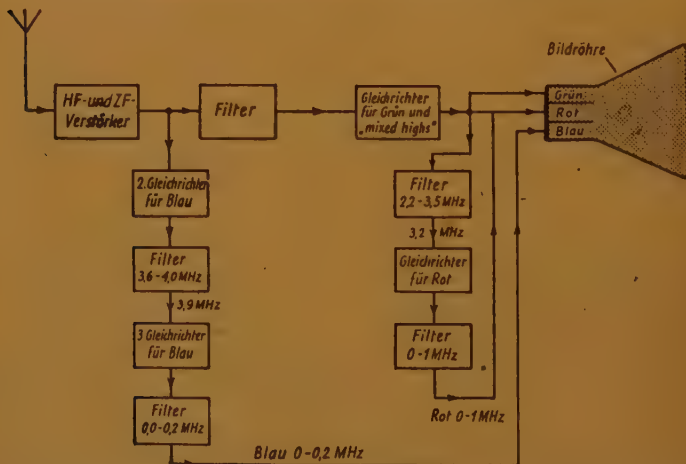 Bildröhre
HF- und ZF-
Verstärker
Filter
Gleichrichter
für Grün und
„mixed highs"
Grün
Rot
Blau
2. Gleichrichter
für Blau
Filter
3,6-4,0 MHz
3,9 MHz
3 Gleichrichter
für Blau
Filter
0,0-0,2 MHz
Blau 0-0,2 MHz
Filter
2,2-3,5 MHz
3,2 MHz
Gleichrichter
für Rot
Filter
0-1 MHz
Rot 0-1 MHz